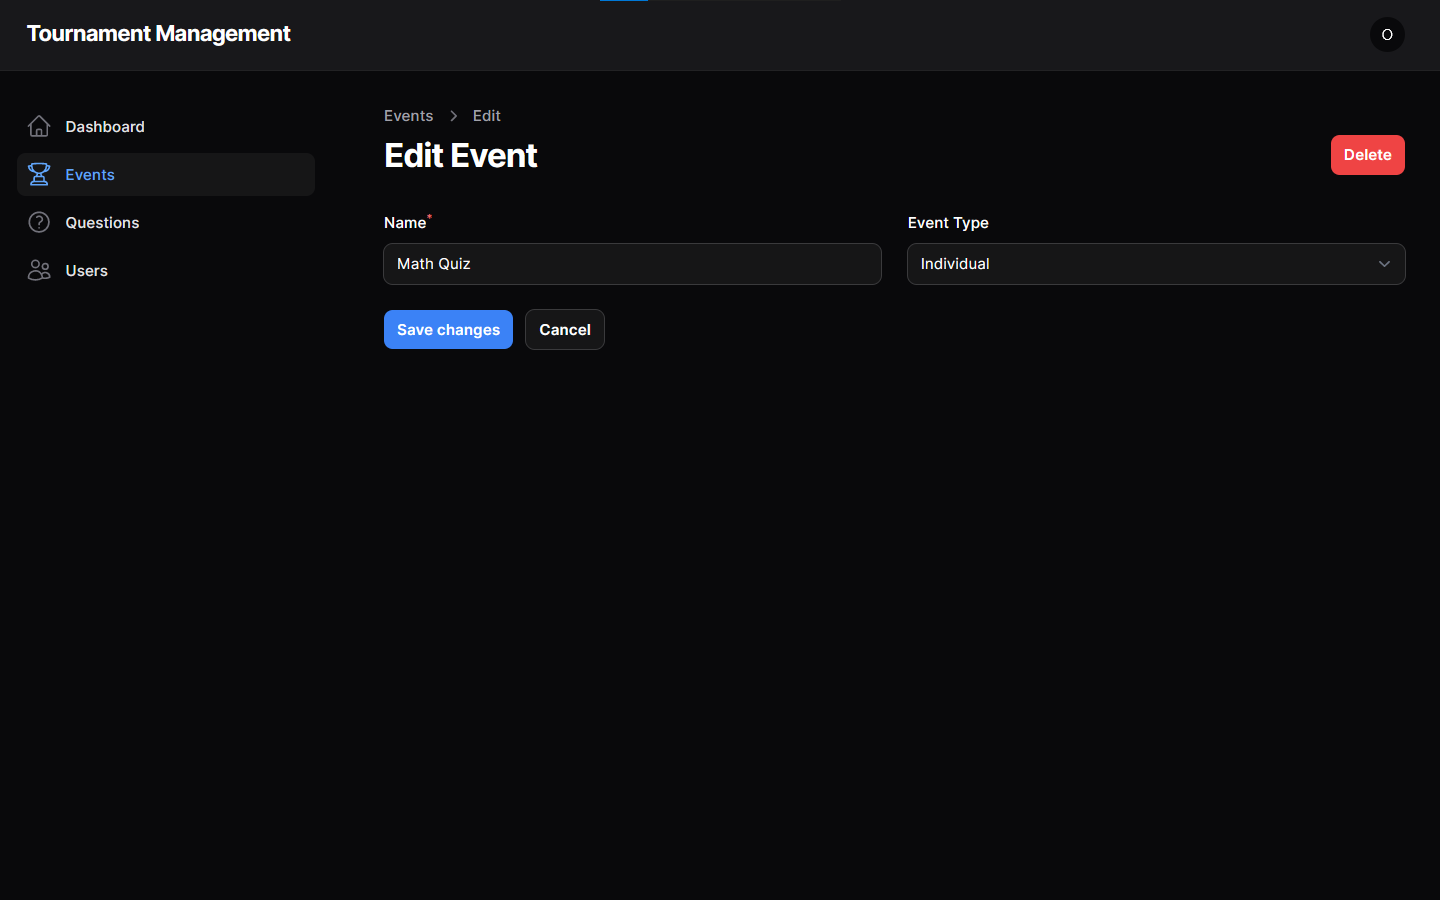 Tournament Management
O
Dashboard
Events
Questions
Users
Events > Edit
Edit Event
Delete
Name*
Math Quiz
Event Type
Individual
Save changes
Cancel